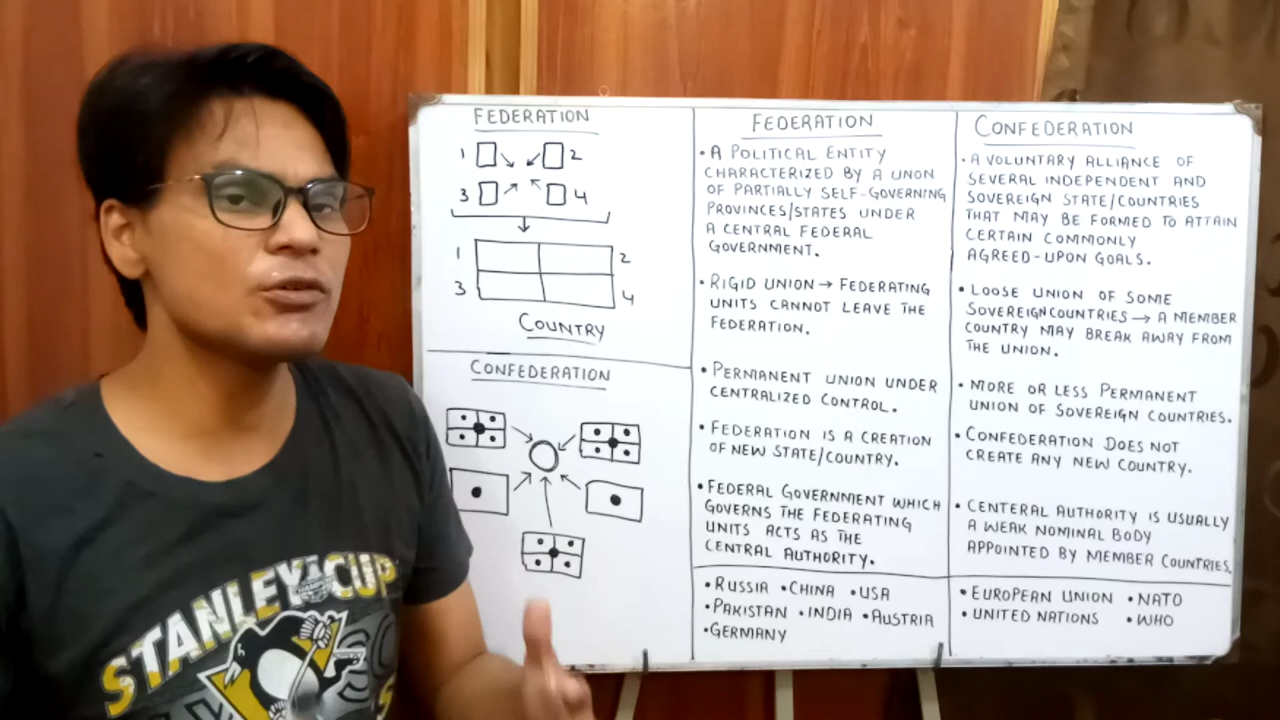 FEDERATION
1 2
3 4
1 2
3 4
COUNTRY
CONFEDERATION
FEDERATION
• A POLITICAL ENTITY
CHARACTERIZED BY A UNON
OF PARTIALLY SELF-GOVERNING
PROVINCES/STATES UNDER
A CENTRAL FEDERAL
GOVERNMENT.
• RIGID UNION → FEDERATING
UNITS CANNOT LEAVE THE
FEDERATION.
• PERMANENT UNION UNDER
CENTRALIZED CONTROL.
• FEDERATION IS A CREATION
OF NEW STATE/COUNTRY.
• FEDERAL GOVERNMENT WHICH
GOVERNS THE FEDERATING
UNITS ACTS AS THE
CENTRAL AUTHORITY.
• RUSSIA • CHINA • USA
• PAKISTAN • INDIA • AUSTRIA
• GERMANY
CONFEDERATION
• A VOLUNTARY ALLIANCE OF
SEVERAL INDEPENDENT AND
SOVEREIGN STATE/COUNTRIES
THAT MAY BE FORMED TO ATTAIN
CERTAIN COMMONLY
AGREED-UPON GOALS.
• LOOSE UNION OF SOME
SOVEREIGN COUNTRIES → A MEMBER
COUNTRY MAY BREAK AWAY FROM
THE UNION.
• MORE OR LESS PERMANENT
UNION OF SOVEREIGN COUNTRIES.
• CONFEDERATION DOES NOT
CREATE ANY NEW COUNTRY.
• CENTERAL AUTHORITY IS USUALLY
A WEAK NOMINAL BODY
APPOINTED BY MEMBER COUNTRIES.
• EUROPEAN UNION • NATO
• UNITED NATIONS • WHO
STANLEY CUP